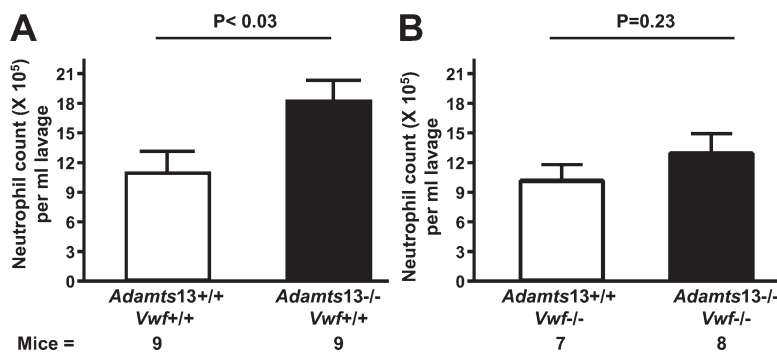 A
P< 0.03
Neutrophil count (X 10⁵)
per ml lavage
21
18
15
12
9
6
3
0
Adamts13+/+
Vwf+/+
Adamts13-/-
Vwf+/+
Mice =
9
9
B
P=0.23
Neutrophil count (X 10⁵)
per ml lavage
21
18
15
12
9
6
3
0
Adamts13+/+
Vwf-/-
Adamts13-/-
Vwf-/-
7
8